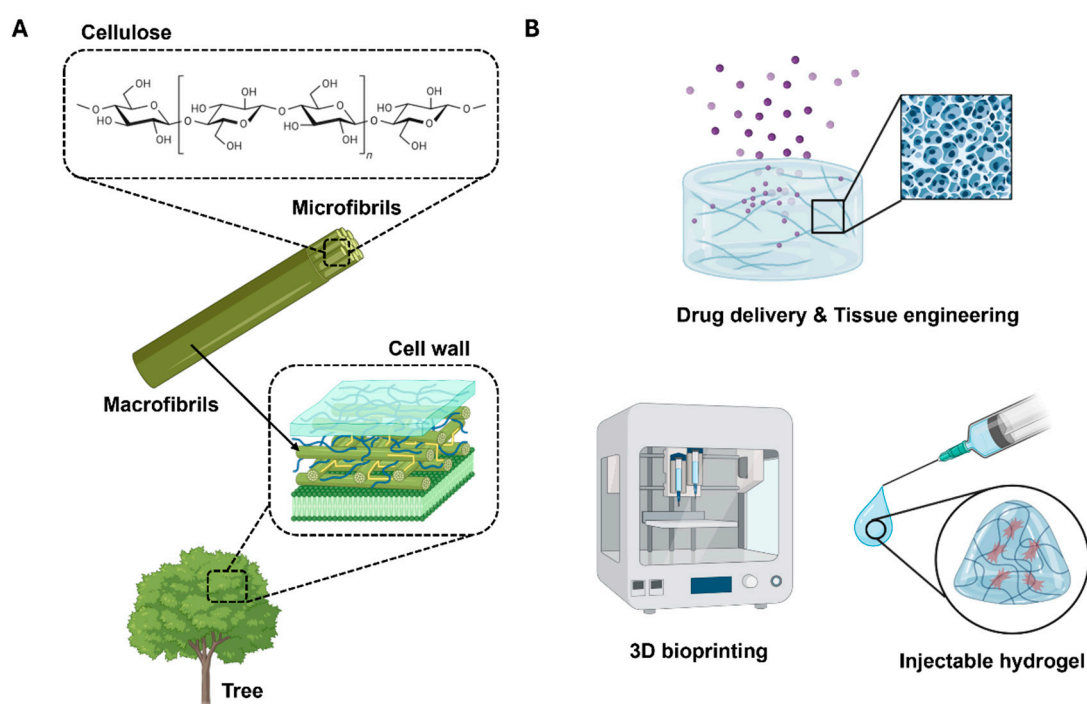 A
Cellulose
OH
HO
OH
OH
OH
O
O
HO
O
O
O
O
HO
O
O
O
O
OH
HO
OH
OH
OH
n
OH
Microfibrils
Macrofibrils
Cell wall
Tree
B
Drug delivery & Tissue engineering
3D bioprinting
Injectable hydrogel